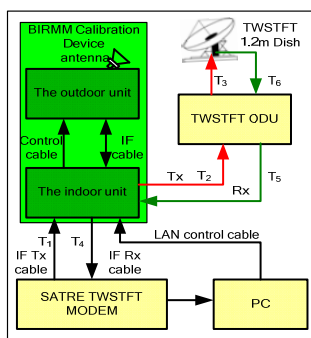 BIRMM Calibration
Device
antenna
TWSTFT
1.2m Dish
The outdoor unit
T3
T6
TWSTFT ODU
Control
cable
IF
cable
The indoor unit
Tx
T2
Rx
T5
T1
T4
LAN control cable
IF Tx
cable
IF Rx
cable
SATRE TWSTFT
MODEM
PC